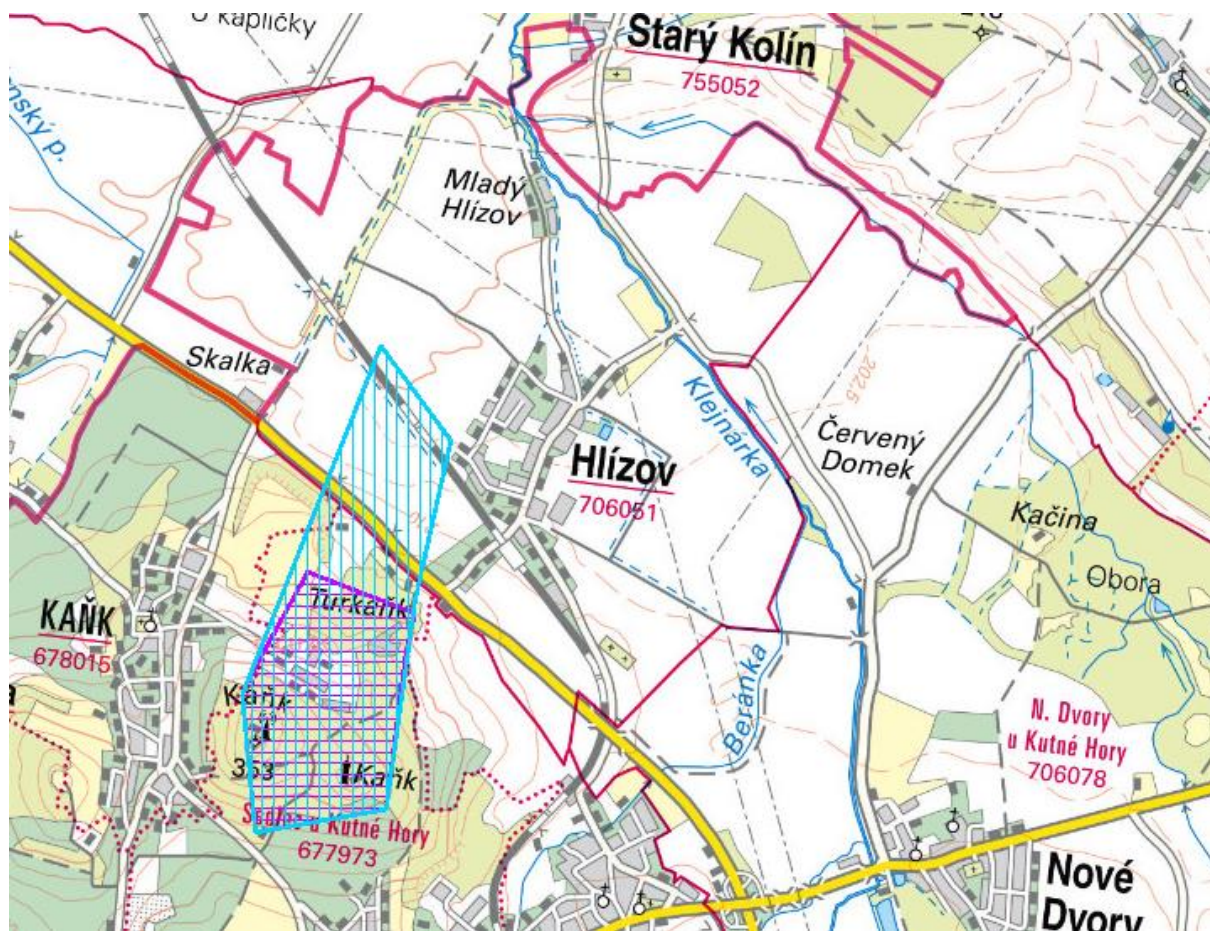 U kapličky
Starý Kolín
755052
nský p.
Mladý
Hlízov
Skalka
202,5
Klejnárka
Červený
Domek
Hlízov
706051
Kačina
Obora
Turkaňk
KAŇK
678015
Kaňk
Beránka
N. Dvory
u Kutné Hory
706078
353
Kaňk
Sedlec u Kutné Hory
677973
Nové
Dvory